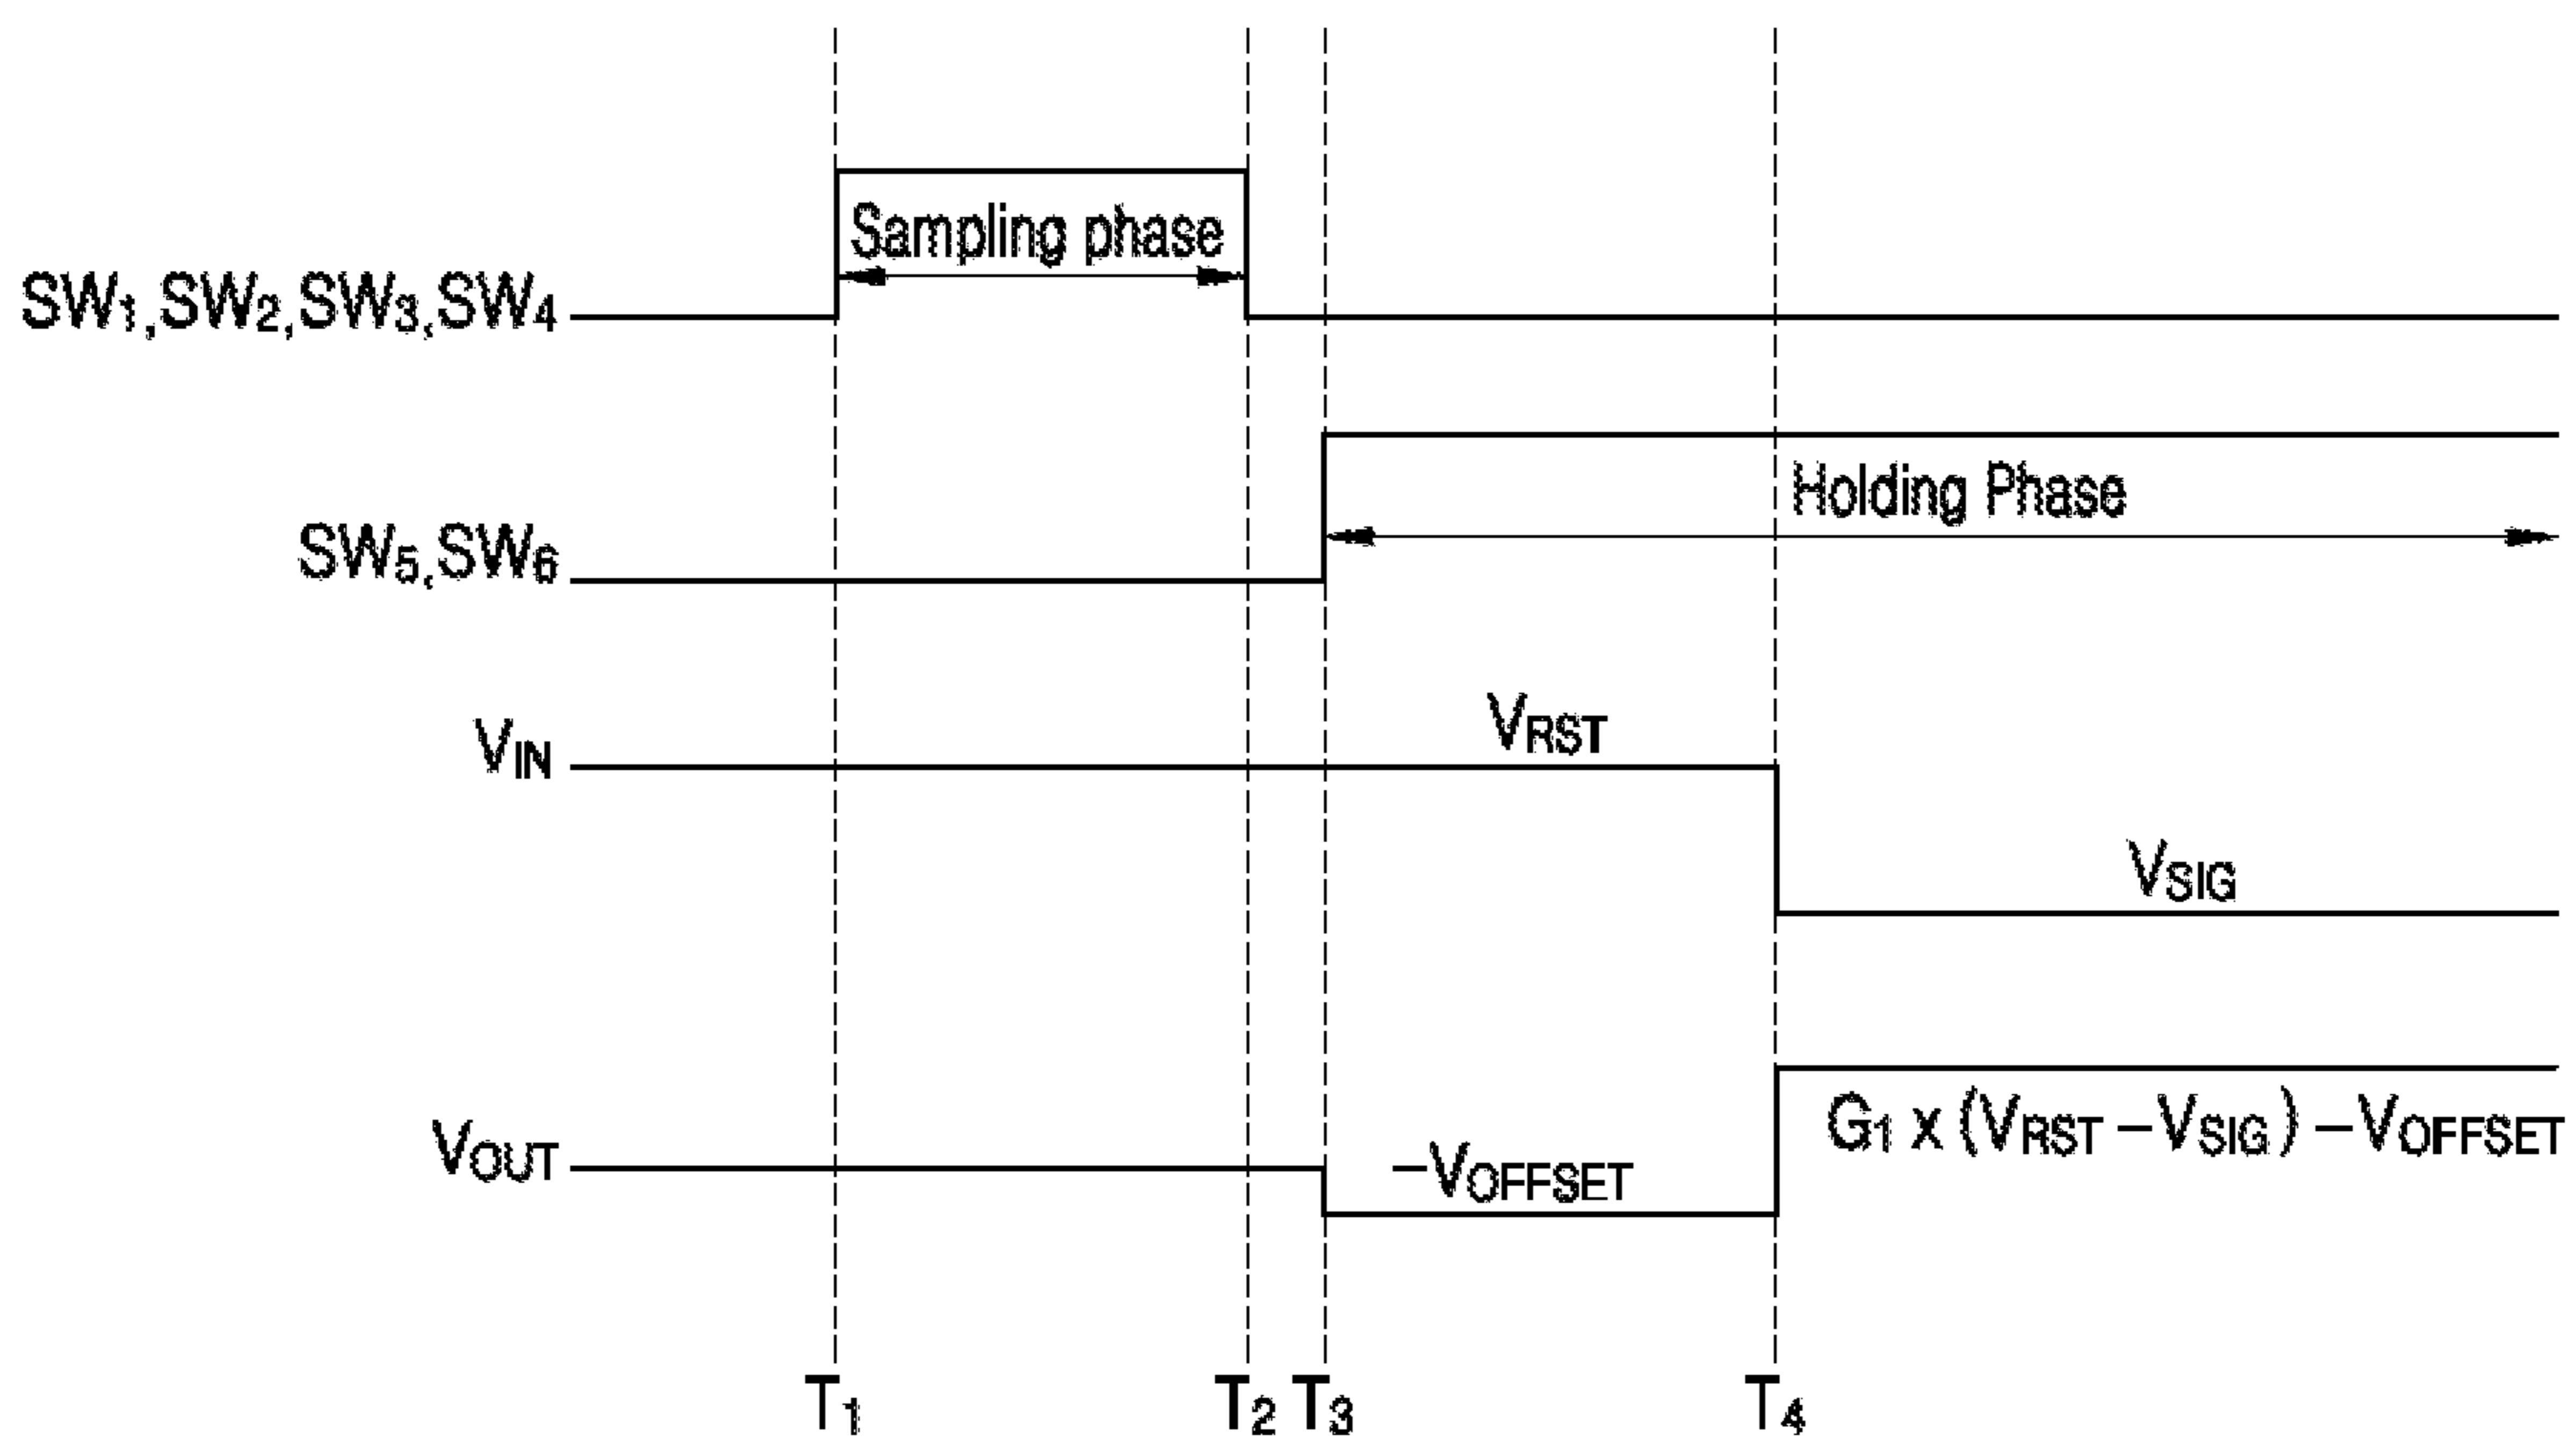 Sampling phase
SW1,SW2,SW3,SW4
Holding Phase
SW5,SW6
VRST
VIN
VSIG
G1 x (VRST –VSIG ) –VOFFSET
VOUT
–VOFFSET
T1 T2 T3 T4